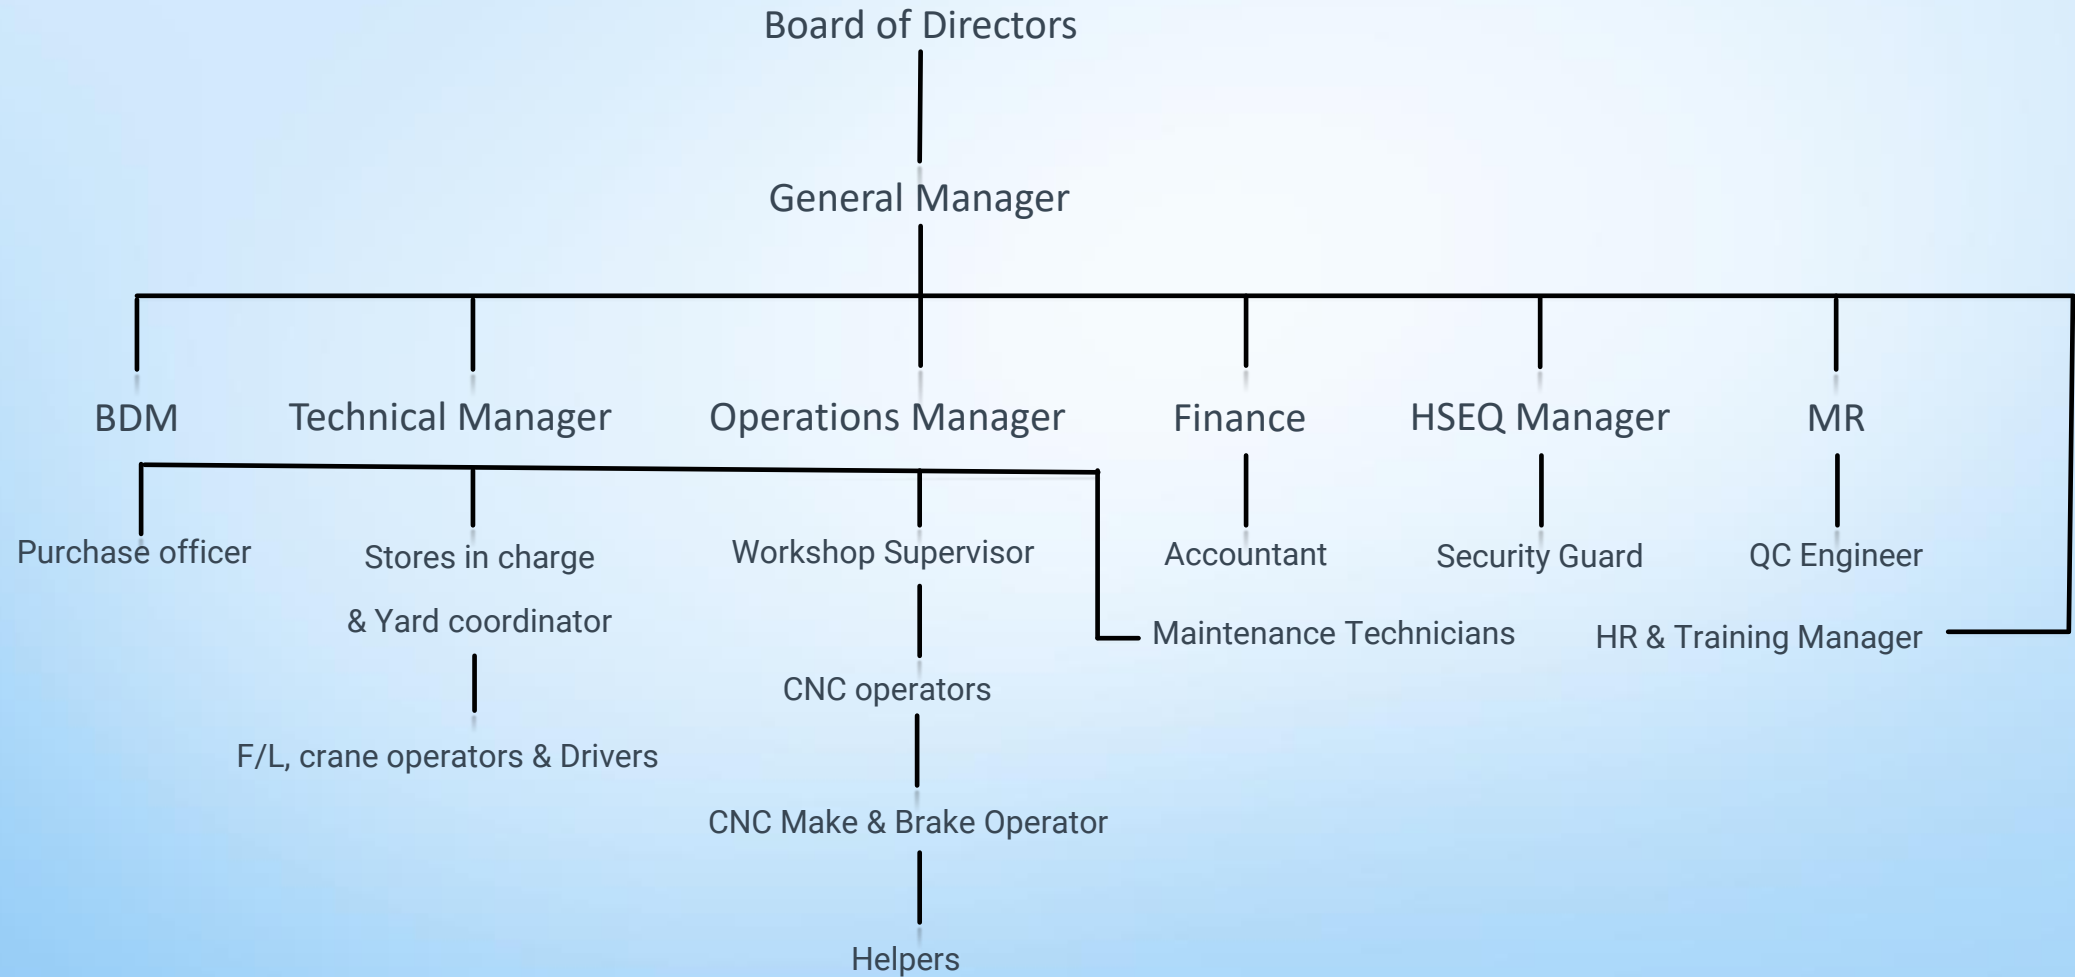 Board of Directors
General Manager
BDM
Technical Manager
Operations Manager
Finance
HSEQ Manager
MR
Purchase officer
Stores in charge
& Yard coordinator
Workshop Supervisor
Accountant
Security Guard
QC Engineer
Maintenance Technicians
HR & Training Manager
CNC operators
F/L, crane operators & Drivers
CNC Make & Brake Operator
Helpers